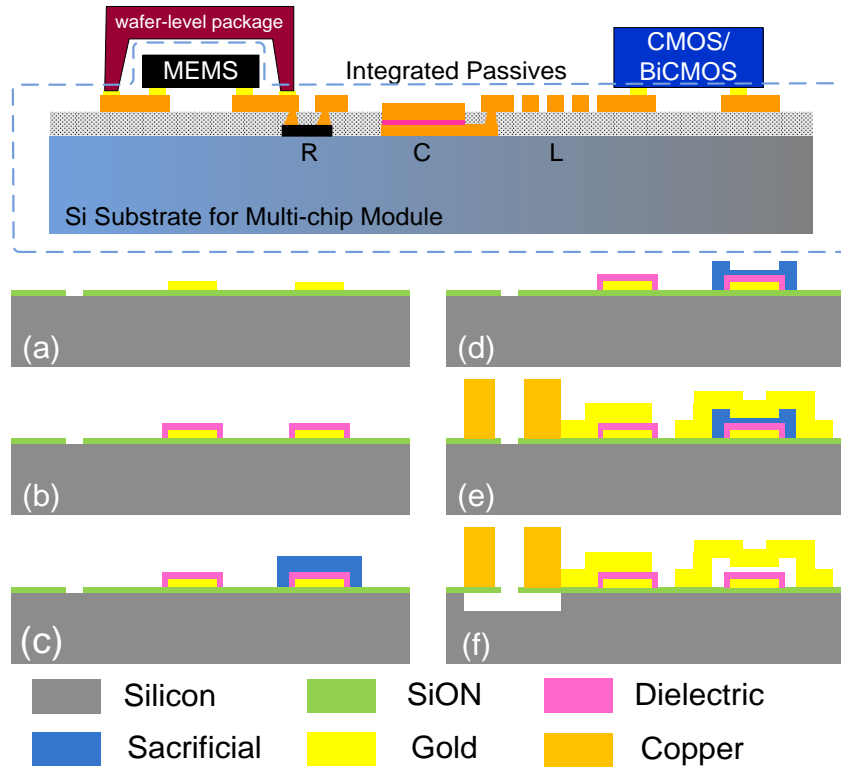 wafer-level package
MEMS
Integrated Passives
CMOS/
BiCMOS
R
C
L
Si Substrate for Multi-chip Module
(a)
(b)
(c)
(d)
(e)
(f)
Silicon
SiON
Dielectric
Sacrificial
Gold
Copper